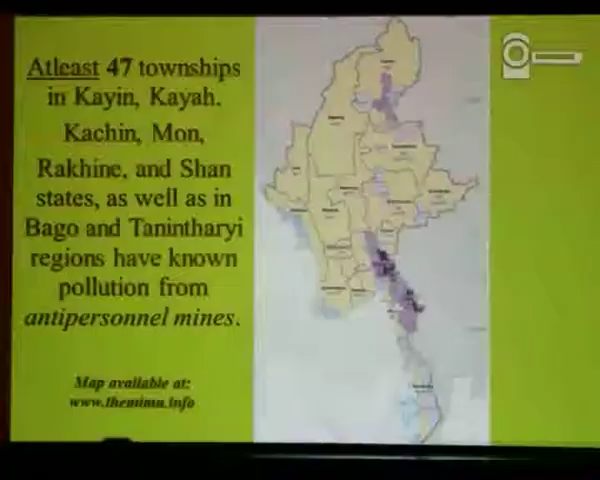 Atleast 47 townships
in Kayin, Kayah.
Kachin, Mon,
Rakhine, and Shan
states, as well as in
Bago and Tanintharyi
regions have known
pollution from
antipersonnel mines.
Map available at:
www.themimu.info